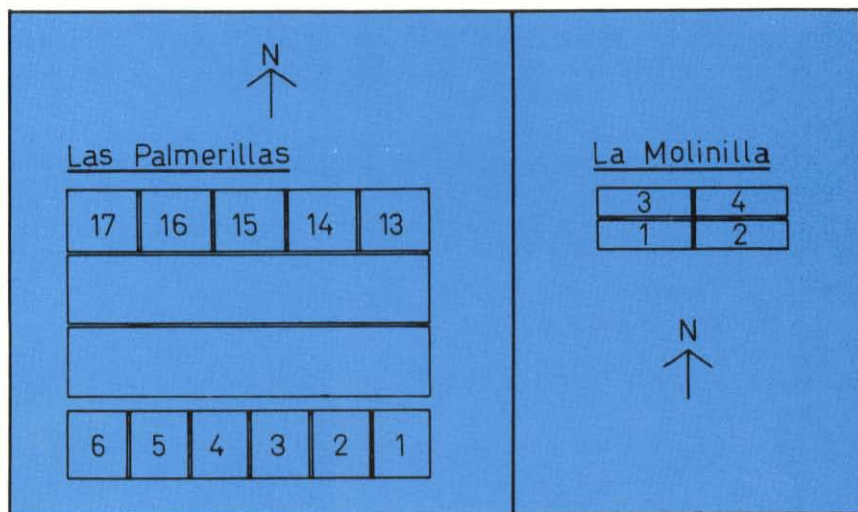 N
Las Palmerillas
17 16 15 14 13
6 5 4 3 2 1
La Molinilla
3 4
1 2
N